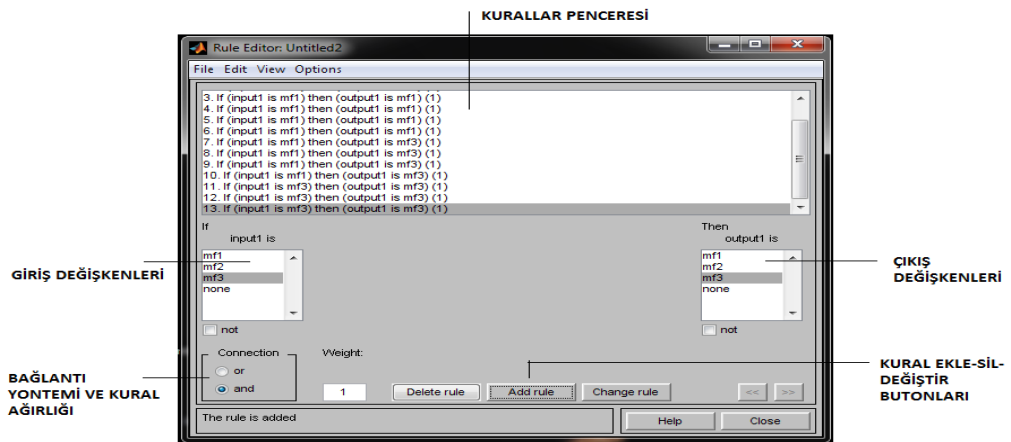 KURALLAR PENCERESİ
Rule Editor: Untitled2
File Edit View Options
3. If (input1 is mf1) then (output1 is mf1) (1)
4. If (input1 is mf1) then (output1 is mf1) (1)
5. If (input1 is mf1) then (output1 is mf1) (1)
6. If (input1 is mf1) then (output1 is mf1) (1)
7. If (input1 is mf1) then (output1 is mf3) (1)
8. If (input1 is mf1) then (output1 is mf3) (1)
9. If (input1 is mf1) then (output1 is mf3) (1)
10. If (input1 is mf1) then (output1 is mf3) (1)
11. If (input1 is mf3) then (output1 is mf3) (1)
12. If (input1 is mf3) then (output1 is mf3) (1)
13. If (input1 is mf3) then (output1 is mf3) (1)
If
input1 is
mf1
mf2
mf3
none
not
Then
output1 is
mf1
mf2
mf3
none
not
GİRİŞ DEĞİŞKENLERİ
ÇIKIŞ
DEĞİŞKENLERİ
Connection
or
and
Weight:
1
Delete rule
Add rule
Change rule
<<
>>
BAĞLANTI
YONTEMİ VE KURAL
AĞIRLIĞI
KURAL EKLE-SİL-
DEĞİŞTİR
BUTONLARI
The rule is added
Help
Close